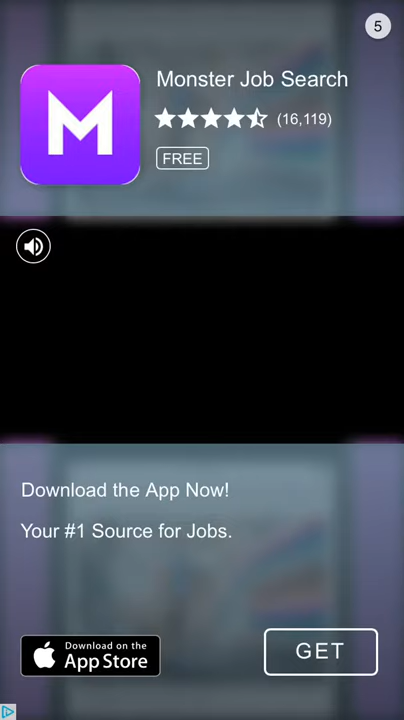 5
Monster Job Search
(16,119)
FREE
M
Download the App Now!
Your #1 Source for Jobs.
Download on the
App Store
GET